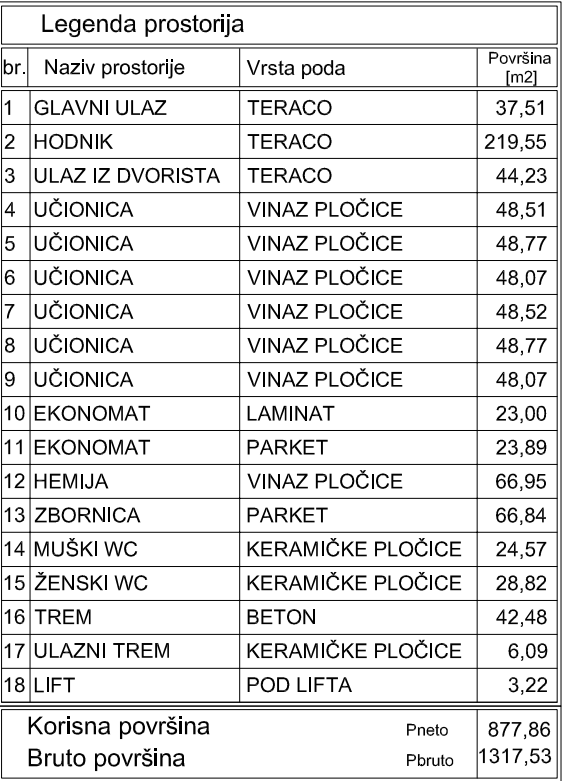 Legenda prostorija
br. Naziv prostorije Vrsta poda Površina [m2]
1 GLAVNI ULAZ TERACO 37,51
2 HODNIK TERACO 219,55
3 ULAZ IZ DVORISTA TERACO 44,23
4 UČIONICA VINAZ PLOČICE 48,51
5 UČIONICA VINAZ PLOČICE 48,77
6 UČIONICA VINAZ PLOČICE 48,07
7 UČIONICA VINAZ PLOČICE 48,52
8 UČIONICA VINAZ PLOČICE 48,77
9 UČIONICA VINAZ PLOČICE 48,07
10 EKONOMAT LAMINAT 23,00
11 EKONOMAT PARKET 23,89
12 HEMIJA VINAZ PLOČICE 66,95
13 ZBORNICA PARKET 66,84
14 MUŠKI WC KERAMIČKE PLOČICE 24,57
15 ŽENSKI WC KERAMIČKE PLOČICE 28,82
16 TREM BETON 42,48
17 ULAZNI TREM KERAMIČKE PLOČICE 6,09
18 LIFT POD LIFTA 3,22
Korisna površina Pneto 877,86
Bruto površina Pbruto 1317,53